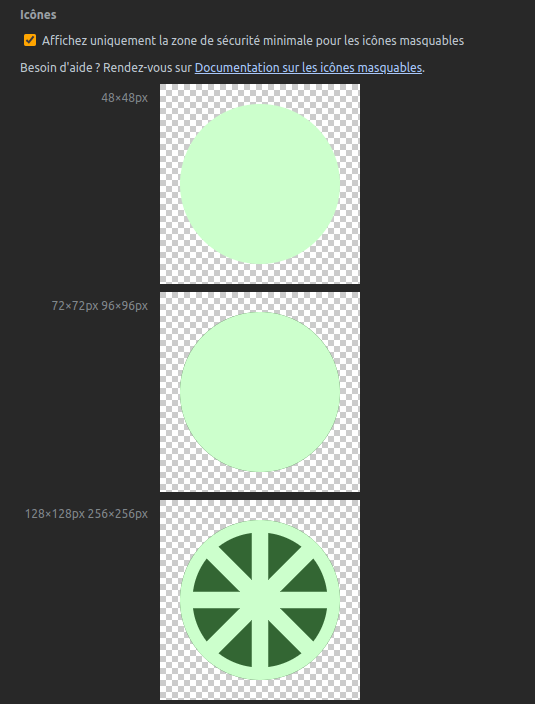 Icônes
Affichez uniquement la zone de sécurité minimale pour les icônes masquables
Besoin d'aide ? Rendez-vous sur Documentation sur les icônes masquables.
48×48px
72×72px 96×96px
128×128px 256×256px